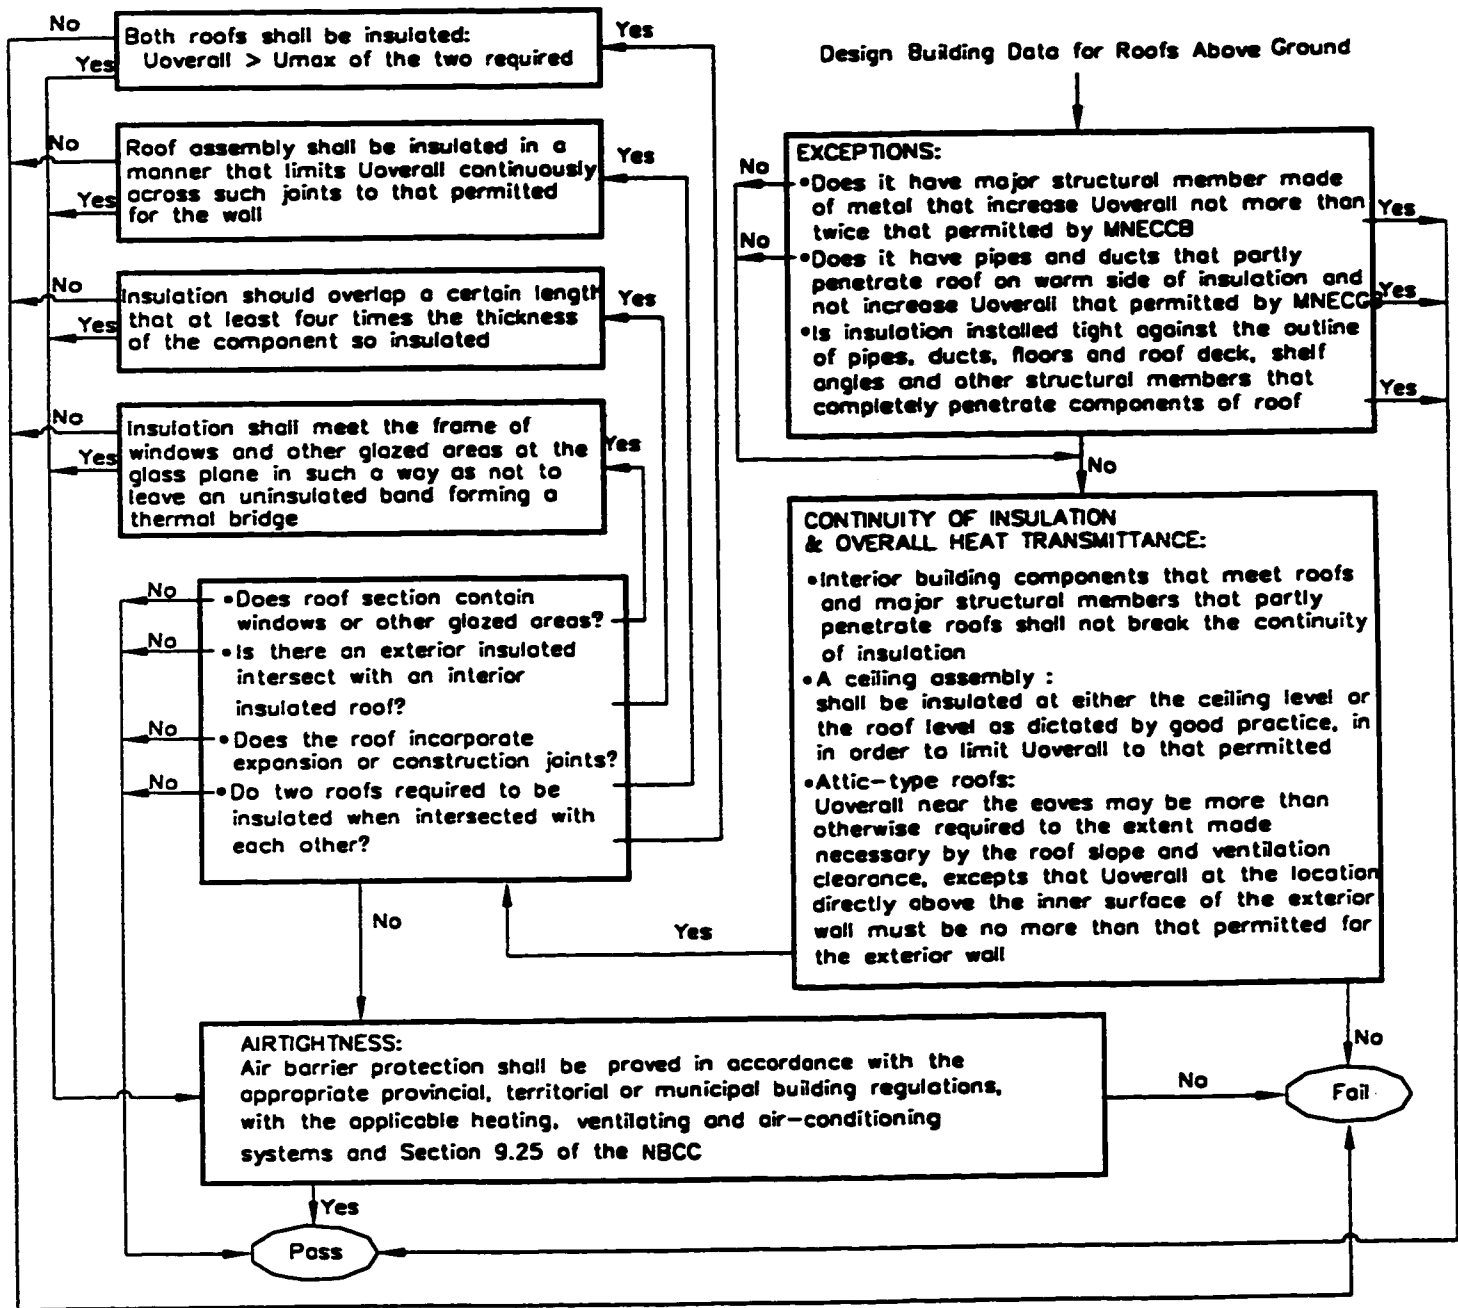 Design Building Data for Roofs Above Ground
EXCEPTIONS:
•Does it have major structural member made
of metal that increase Uoverall not more than
twice that permitted by MNECCB
•Does it have pipes and ducts that partly
penetrate roof on warm side of insulation and
not increase Uoverall that permitted by MNECCB
•Is insulation installed tight against the outline
of pipes, ducts, floors and roof deck, shelf
angles and other structural members that
completely penetrate components of roof
No
No
Yes
Yes
Yes
No
CONTINUITY OF INSULATION
& OVERALL HEAT TRANSMITTANCE:
•Interior building components that meet roofs
and major structural members that partly
penetrate roofs shall not break the continuity
of insulation
•A ceiling assembly :
shall be insulated at either the ceiling level or
the roof level as dictated by good practice, in
in order to limit Uoverall to that permitted
•Attic-type roofs:
Uoverall near the eaves may be more than
otherwise required to the extent made
necessary by the roof slope and ventilation
clearance, excepts that Uoverall at the location
directly above the inner surface of the exterior
wall must be no more than that permitted for
the exterior wall
Yes
No
Both roofs shall be insulated:
Uoverall > Umax of the two required
No
Yes
Yes
Roof assembly shall be insulated in a
manner that limits Uoverall continuously
across such joints to that permitted
for the wall
No
Yes
Yes
Insulation should overlap a certain length
that at least four times the thickness
of the component so insulated
No
Yes
Yes
Insulation shall meet the frame of
windows and other glazed areas at the
glass plane in such a way as not to
leave an uninsulated band forming a
thermal bridge
No
Yes
Yes
•Does roof section contain
windows or other glazed areas?
•Is there an exterior insulated
intersect with an interior
insulated roof?
•Does the roof incorporate
expansion or construction joints?
•Do two roofs required to be
insulated when intersected with
each other?
No
No
No
No
No
AIRTIGHTNESS:
Air barrier protection shall be proved in accordance with the
appropriate provincial, territorial or municipal building regulations,
with the applicable heating, ventilating and air-conditioning
systems and Section 9.25 of the NBCC
No
Yes
Fail
Pass